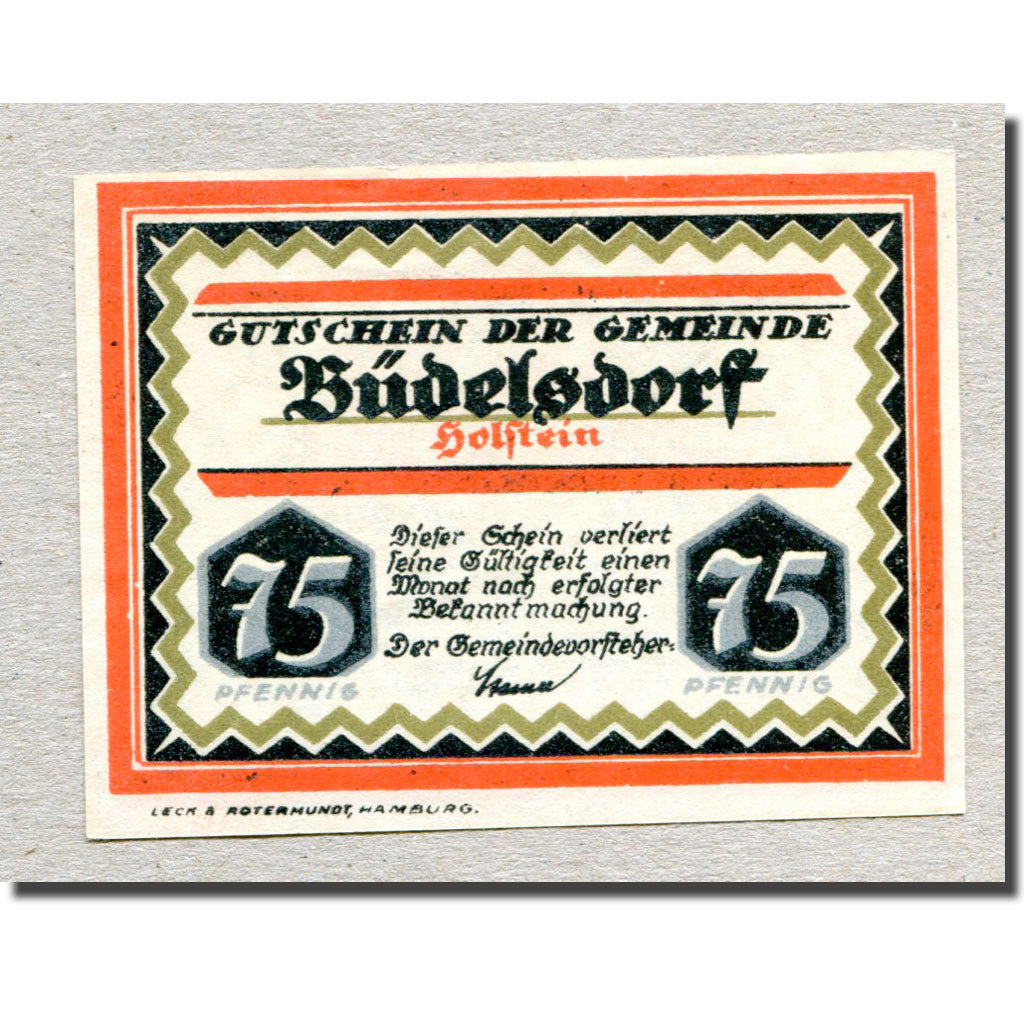 GUTSCHEIN DER GEMEINDE
Büdelsdorf
Holstein
75
PFENNIG
Dieser Schein verliert
seine Gültigkeit einen
Monat nach erfolgter
Bekanntmachung.
Der Gemeindevorsteher:
75
PFENNIG
LECK & ROTERMUNDT, HAMBURG.